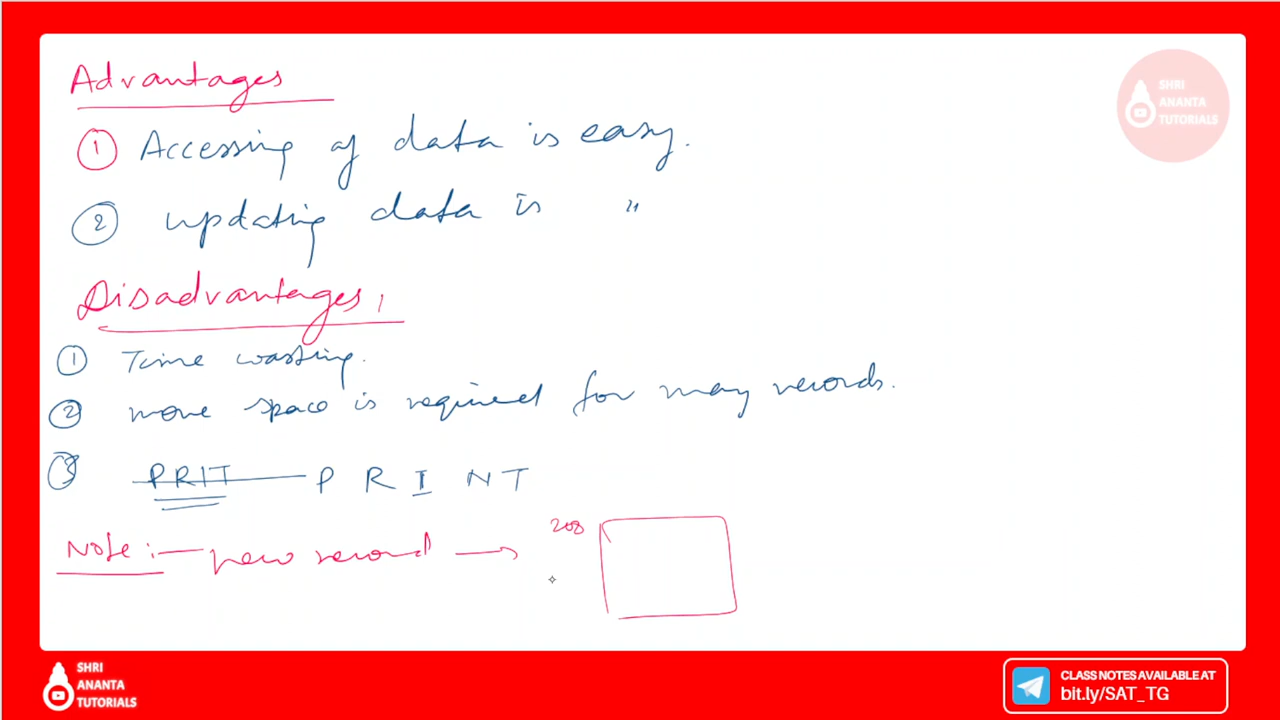 Advantages
① Accessing of data is easy.
② updating data is "
Disadvantages,
① Time wasting.
② more space is required for many records.
③ PRIT P R I N T
Note :— new record →
208
SHRI
ANANTA
TUTORIALS
SHRI
ANANTA
TUTORIALS
CLASS NOTES AVAILABLE AT
bit.ly/SAT_TG